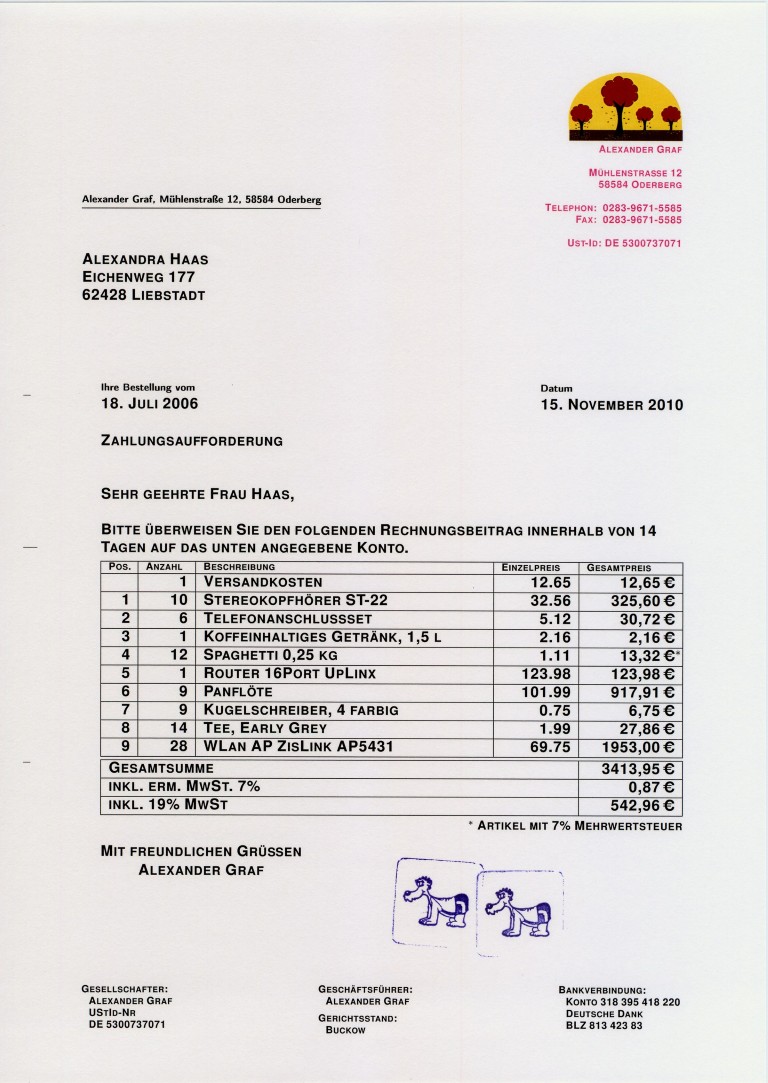 ALEXANDER GRAF
MÜHLENSTRASSE 12
58584 ODERBERG
TELEPHON: 0283-9671-5585
FAX: 0283-9671-5585
UST-ID: DE 5300737071
Alexander Graf, Mühlenstraße 12, 58584 Oderberg
ALEXANDRA HAAS
EICHENWEG 177
62428 LIEBSTADT
Ihre Bestellung vom Datum
18. JULI 2006 15. NOVEMBER 2010
ZAHLUNGSAUFFORDERUNG
SEHR GEEHRTE FRAU HAAS,
BITTE ÜBERWEISEN SIE DEN FOLGENDEN RECHNUNGSBEITRAG INNERHALB VON 14
TAGEN AUF DAS UNTEN ANGEGEBENE KONTO.
POS. ANZAHL BESCHREIBUNG EINZELPREIS GESAMTPREIS
1 VERSANDKOSTEN 12.65 12,65 €
1 10 STEREOKOPFHÖRER ST-22 32.56 325,60 €
2 6 TELEFONANSCHLUSSSET 5.12 30,72 €
3 1 KOFFEINHALTIGES GETRÄNK, 1,5 L 2.16 2,16 €
4 12 SPAGHETTI 0,25 KG 1.11 13,32 €*
5 1 ROUTER 16PORT UPLINX 123.98 123,98 €
6 9 PANFLÖTE 101.99 917,91 €
7 9 KUGELSCHREIBER, 4 FARBIG 0.75 6,75 €
8 14 TEE, EARLY GREY 1.99 27,86 €
9 28 WLAN AP ZISLINK AP5431 69.75 1953,00 €
GESAMTSUMME 3413,95 €
INKL. ERM. MWST. 7% 0,87 €
INKL. 19% MWST 542,96 €
* ARTIKEL MIT 7% MEHRWERTSTEUER
MIT FREUNDLICHEN GRÜSSEN
ALEXANDER GRAF
GESELLSCHAFTER:
ALEXANDER GRAF
USTID-NR
DE 5300737071
GESCHÄFTSFÜHRER:
ALEXANDER GRAF
GERICHTSSTAND:
BUCKOW
BANKVERBINDUNG:
KONTO 318 395 418 220
DEUTSCHE DANK
BLZ 813 423 83